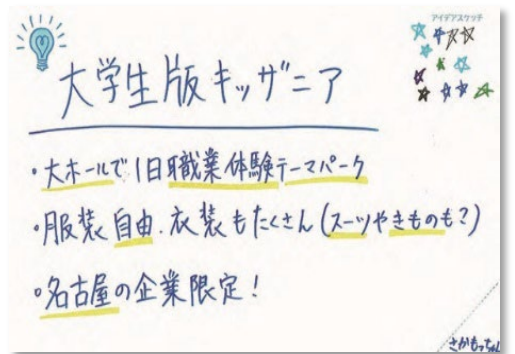 アイデアスケッチ
大学生版キッザニア
・大ホールで1日職業体験テーマパーク
・服装自由.衣装もたくさん(スーツやきものも?)
・名古屋の企業限定!
さかもっちゃん